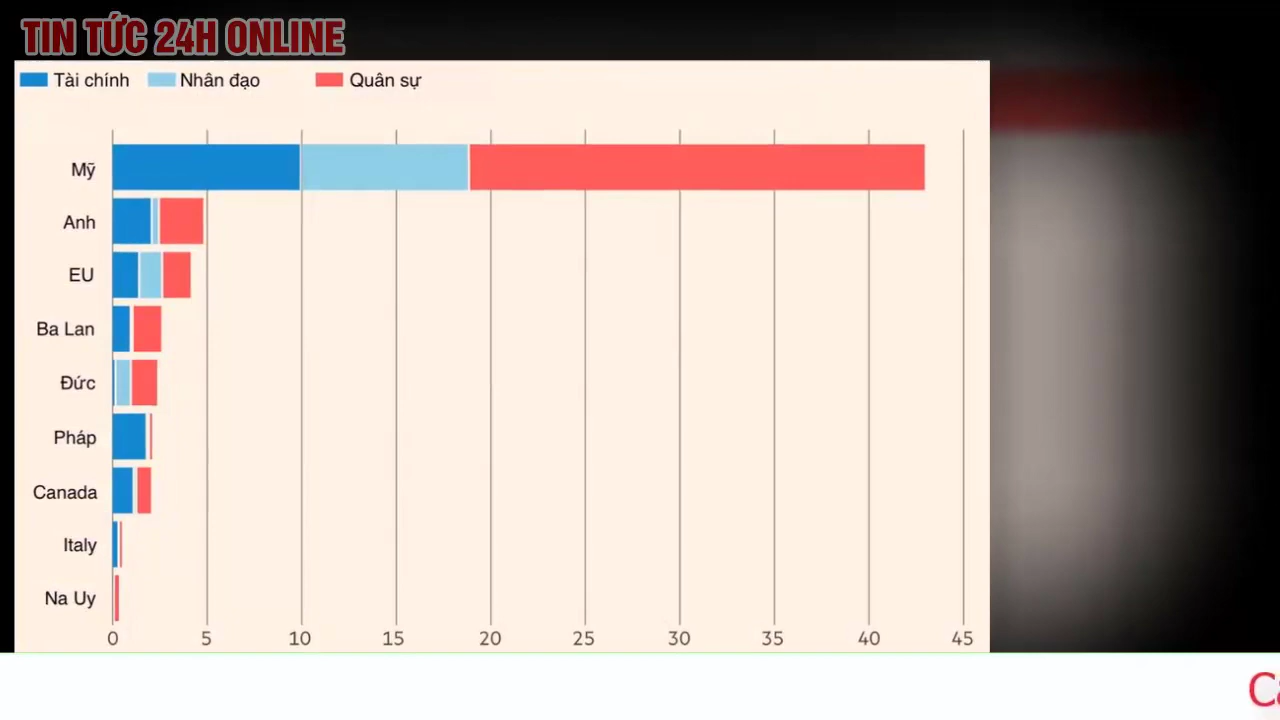 TIN TỨC 24H ONLINE
Tài chính Nhân đạo Quân sự
Mỹ
Anh
EU
Ba Lan
Đức
Pháp
Canada
Italy
Na Uy
0 5 10 15 20 25 30 35 40 45